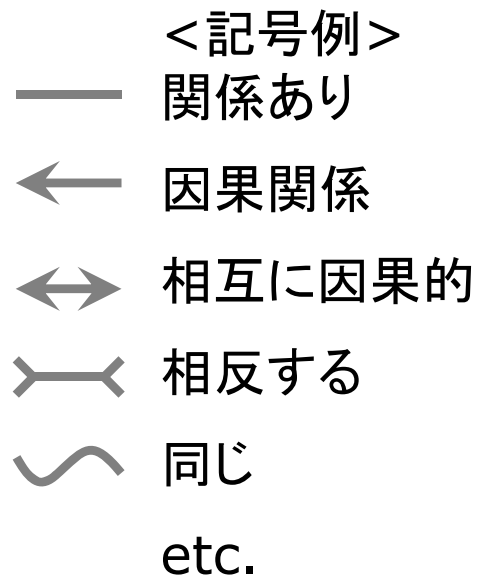 <記号例>
関係あり
因果関係
相互に因果的
相反する
同じ
etc.